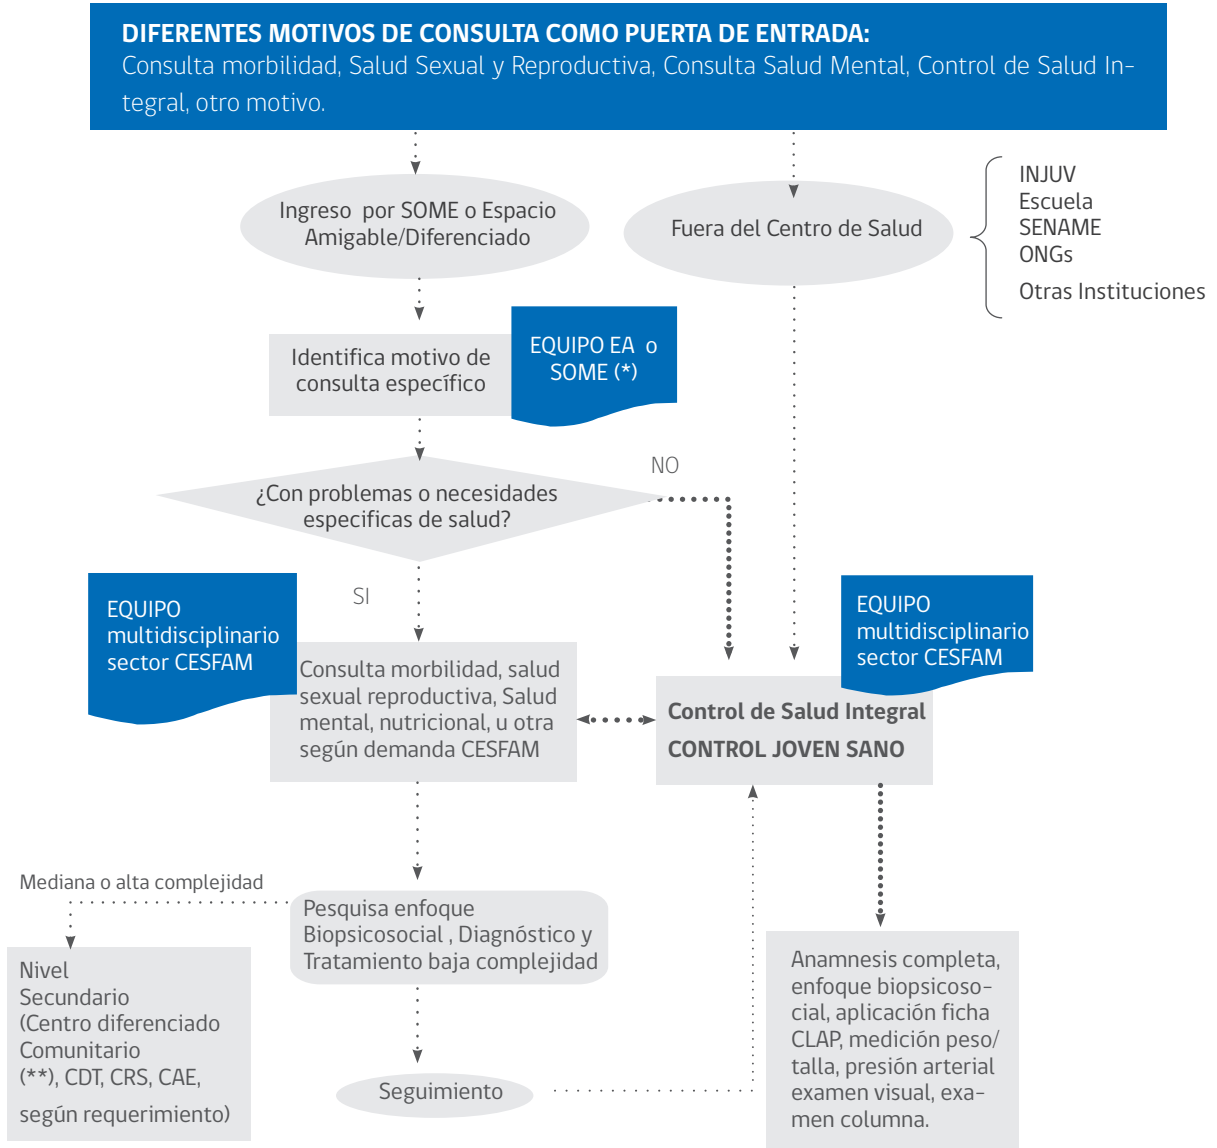 DIFERENTES MOTIVOS DE CONSULTA COMO PUERTA DE ENTRADA:
Consulta morbilidad, Salud Sexual y Reproductiva, Consulta Salud Mental, Control de Salud In-
tegral, otro motivo.
Ingreso por SOME o Espacio
Amigable/Diferenciado
Fuera del Centro de Salud
INJUV
Escuela
SENAME
ONGs
Otras Instituciones
Identifica motivo de
consulta específico
EQUIPO EA o
SOME (*)
¿Con problemas o necesidades
especificas de salud?
NO
SI
EQUIPO
multidisciplinario
sector CESFAM
Consulta morbilidad, salud
sexual reproductiva, Salud
mental, nutricional, u otra
según demanda CESFAM
EQUIPO
multidisciplinario
sector CESFAM
Control de Salud Integral
CONTROL JOVEN SANO
Mediana o alta complejidad
Pesquisa enfoque
Biopsicosocial , Diagnóstico y
Tratamiento baja complejidad
Nivel
Secundario
(Centro diferenciado
Comunitario
(**), CDT, CRS, CAE,
según requerimiento)
Seguimiento
Anamnesis completa,
enfoque biopsicoso-
cial, aplicación ficha
CLAP, medición peso/
talla, presión arterial
examen visual, exa-
men columna.